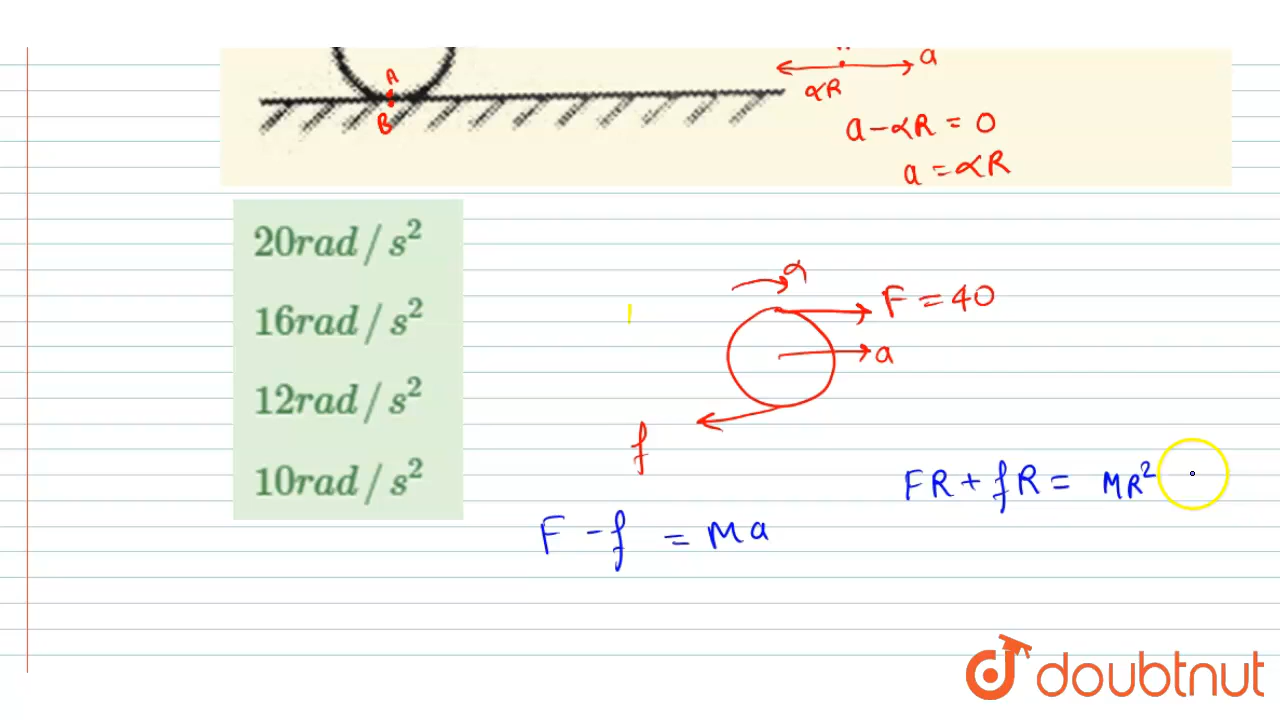 A
B
a
αR
a - αR = 0
a = αR
20rad/s²
16rad/s²
12rad/s²
10rad/s²
α
F = 40
a
f
FR + fR = MR²
F - f = Ma
doubtnut